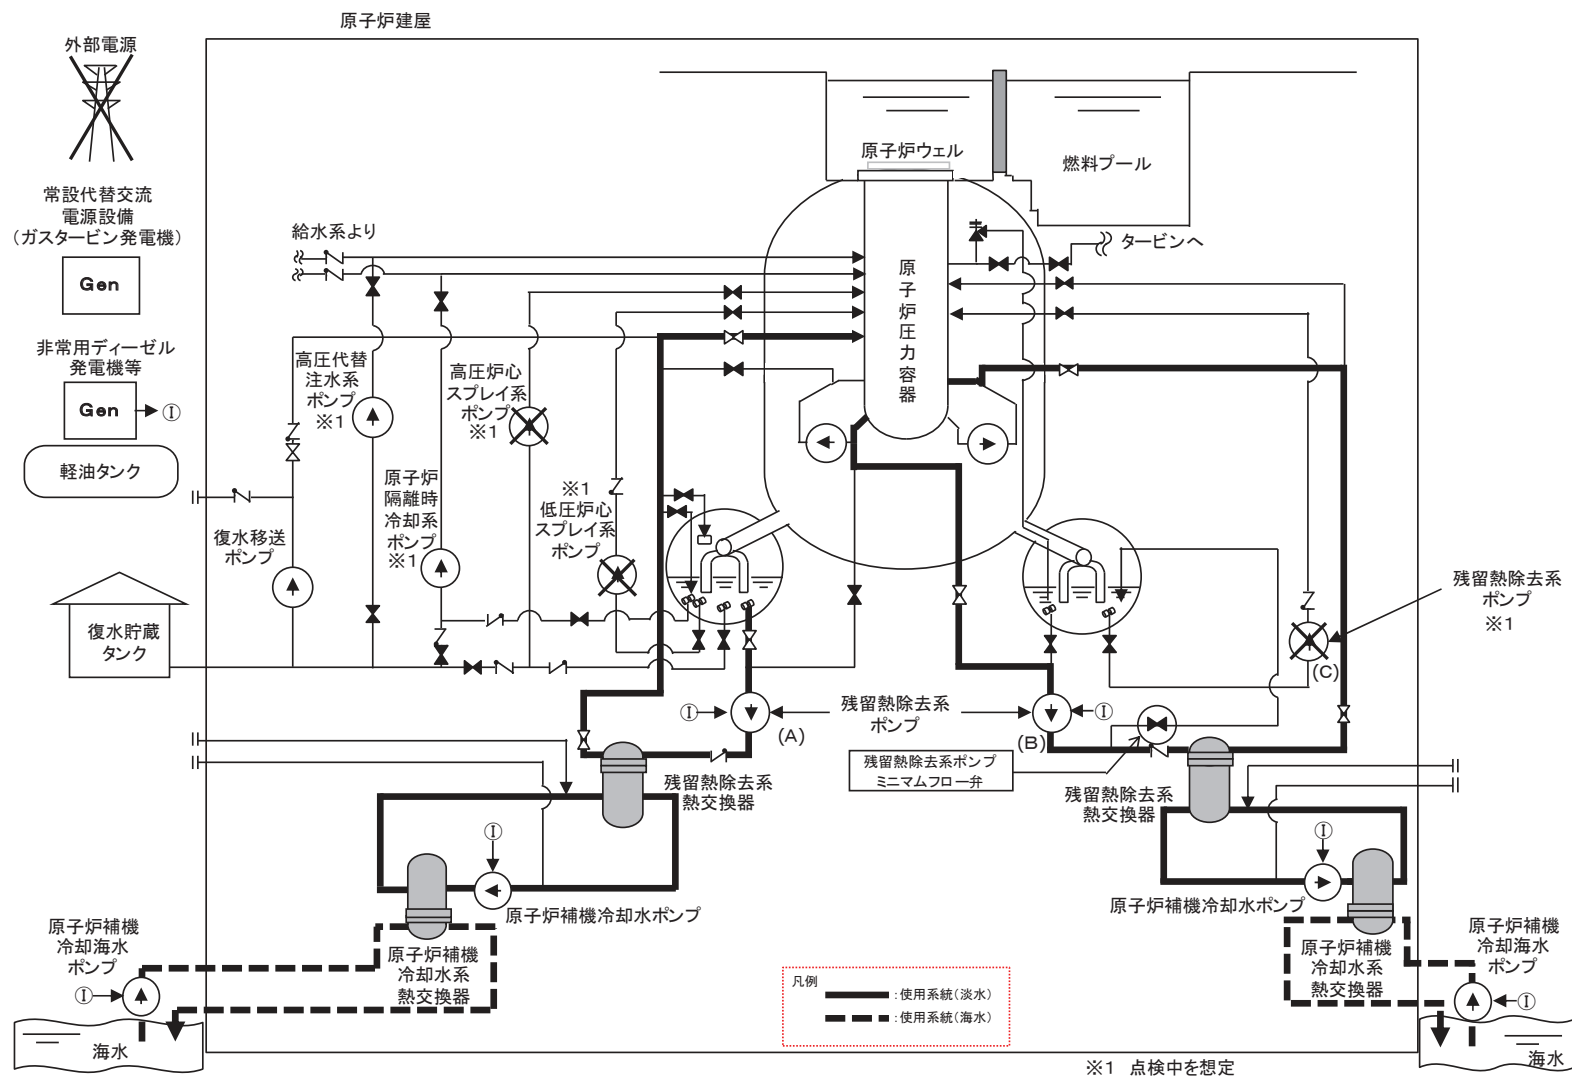 原子炉建屋
外部電源
常設代替交流
電源設備
(ガスタービン発電機)
Gen
非常用ディーゼル
発電機等
Gen
Ⓘ
軽油タンク
復水貯蔵
タンク
給水系より
高圧代替
注水系
ポンプ
※1
原子炉
隔離時
冷却系
ポンプ
※1
復水移送
ポンプ
高圧炉心
スプレイ系
ポンプ
※1
※1
低圧炉心
スプレイ系
ポンプ
原子炉ウェル
燃料プール
タービンへ
原子炉圧力容器
残留熱除去系
ポンプ
※1
(C)
Ⓘ
(A)
残留熱除去系
ポンプ
(B)
Ⓘ
残留熱除去系ポンプ
ミニマムフロー弁
残留熱除去系
熱交換器
残留熱除去系
熱交換器
Ⓘ
原子炉補機冷却水ポンプ
Ⓘ
原子炉補機冷却水ポンプ
原子炉補機
冷却海水
ポンプ
Ⓘ
原子炉補機
冷却水系
熱交換器
海水
原子炉補機
冷却水系
熱交換器
原子炉補機
冷却海水
ポンプ
Ⓘ
海水
凡例
:使用系統(淡水)
:使用系統(海水)
※1 点検中を想定